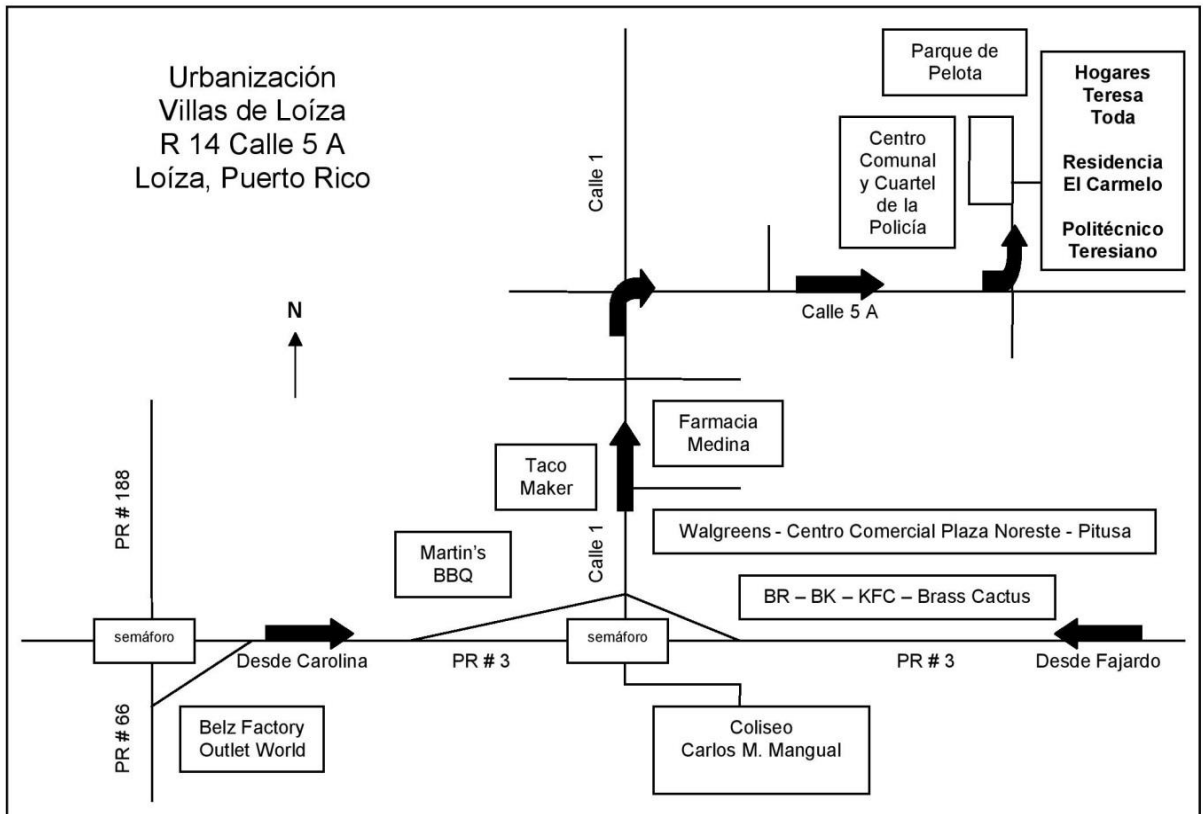 Urbanización
Villas de Loíza
R 14 Calle 5 A
Loíza, Puerto Rico
N
Calle 1
Parque de
Pelota
Hogares
Teresa
Toda
Residencia
El Carmelo
Politécnico
Teresiano
Centro
Comunal
y Cuartel
de la
Policía
Calle 5 A
Farmacia
Medina
Taco
Maker
PR # 188
Calle 1
Walgreens - Centro Comercial Plaza Noreste - Pitusa
Martin's
BBQ
BR – BK – KFC – Brass Cactus
semáforo
Desde Carolina
PR # 3
semáforo
PR # 3
Desde Fajardo
PR # 66
Belz Factory
Outlet World
Coliseo
Carlos M. Mangual